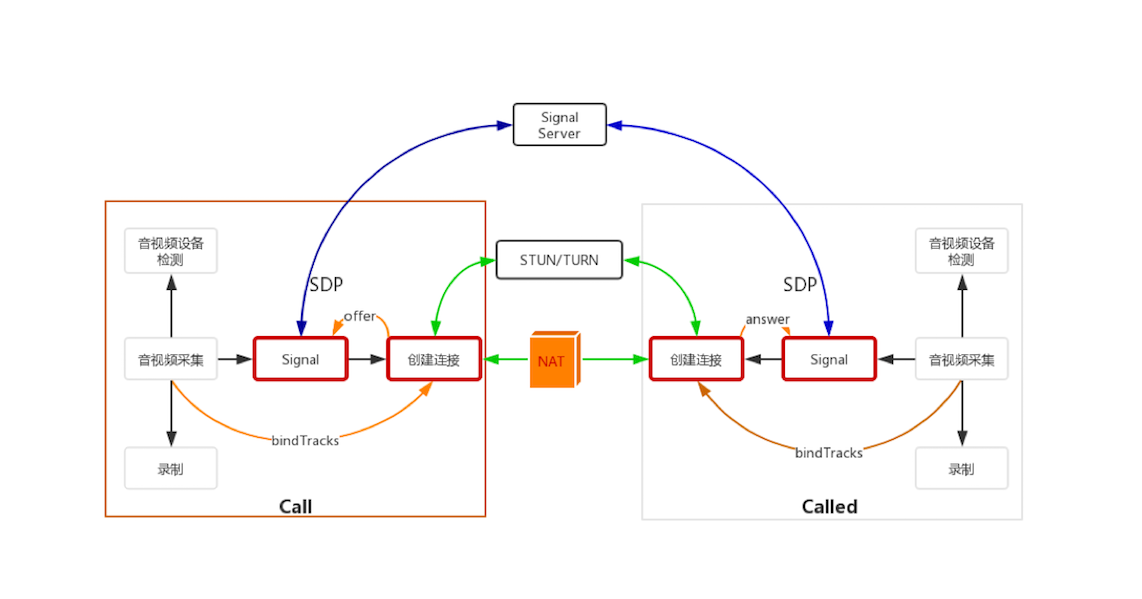 Signal
Server
音视频设备
检测
STUN/TURN
音视频设备
检测
SDP
SDP
offer
answer
音视频采集
Signal
创建连接
NAT
创建连接
Signal
音视频采集
bindTracks
bindTracks
录制
录制
Call
Called